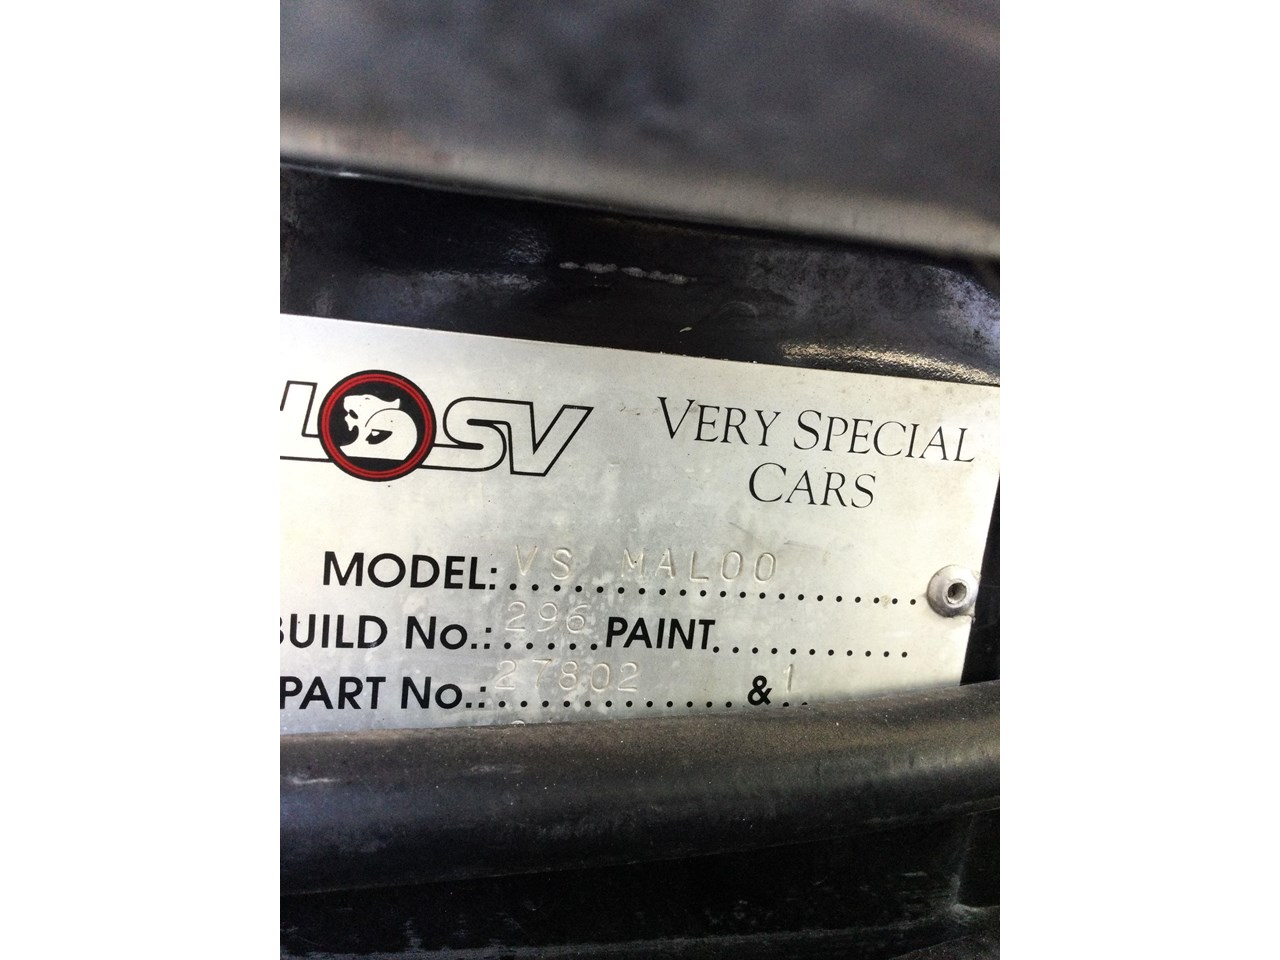 HSV VERY SPECIAL
CARS
MODEL: VS MALOO
BUILD No.: 296 PAINT
PART No.: 27802 & 1